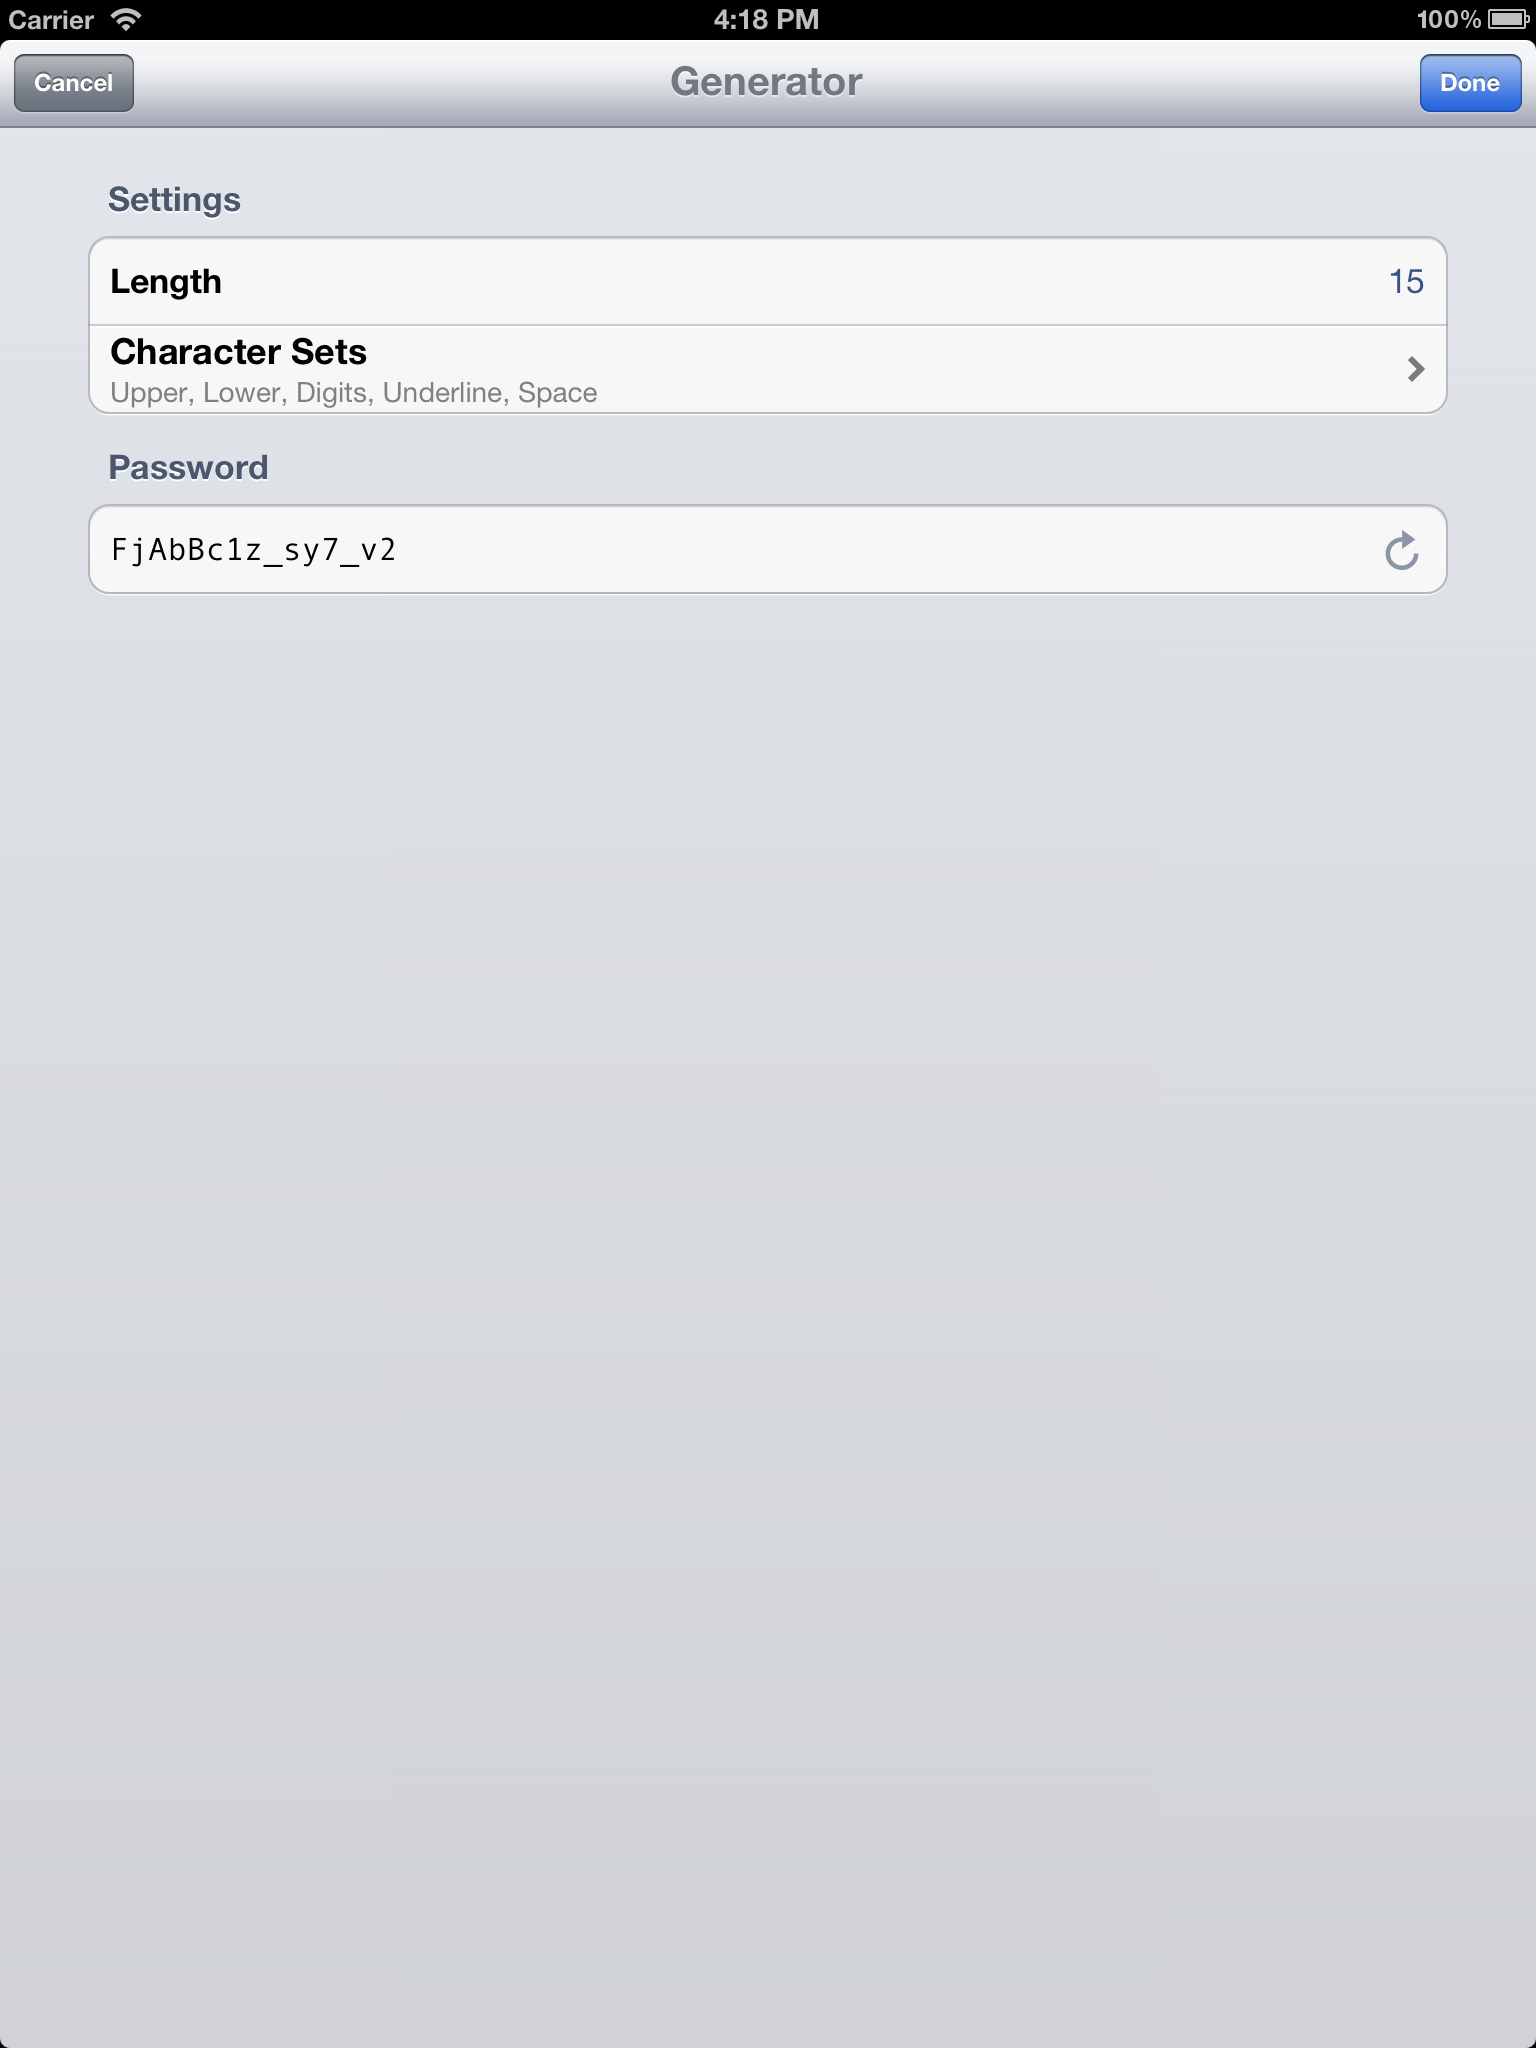 Carrier 4:18 PM 100%
Cancel Generator Done
Settings
Length 15
Character Sets
Upper, Lower, Digits, Underline, Space
Password
FjAbBc1z_sy7_v2